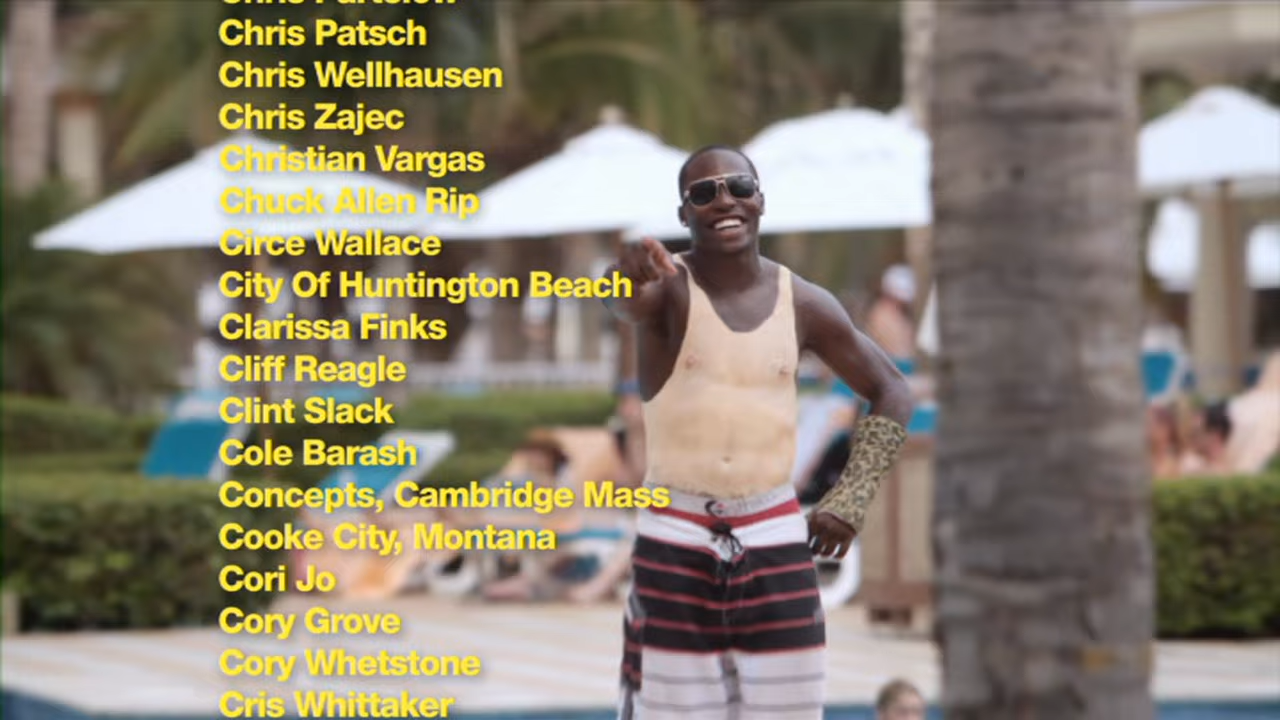 Chris Patsch
Chris Wellhausen
Chris Zajec
Christian Vargas
Chuck Allen Rip
Circe Wallace
City Of Huntington Beach
Clarissa Finks
Cliff Reagle
Clint Slack
Cole Barash
Concepts, Cambridge Mass
Cooke City, Montana
Cori Jo
Cory Grove
Cory Whetstone
Cris Whittaker